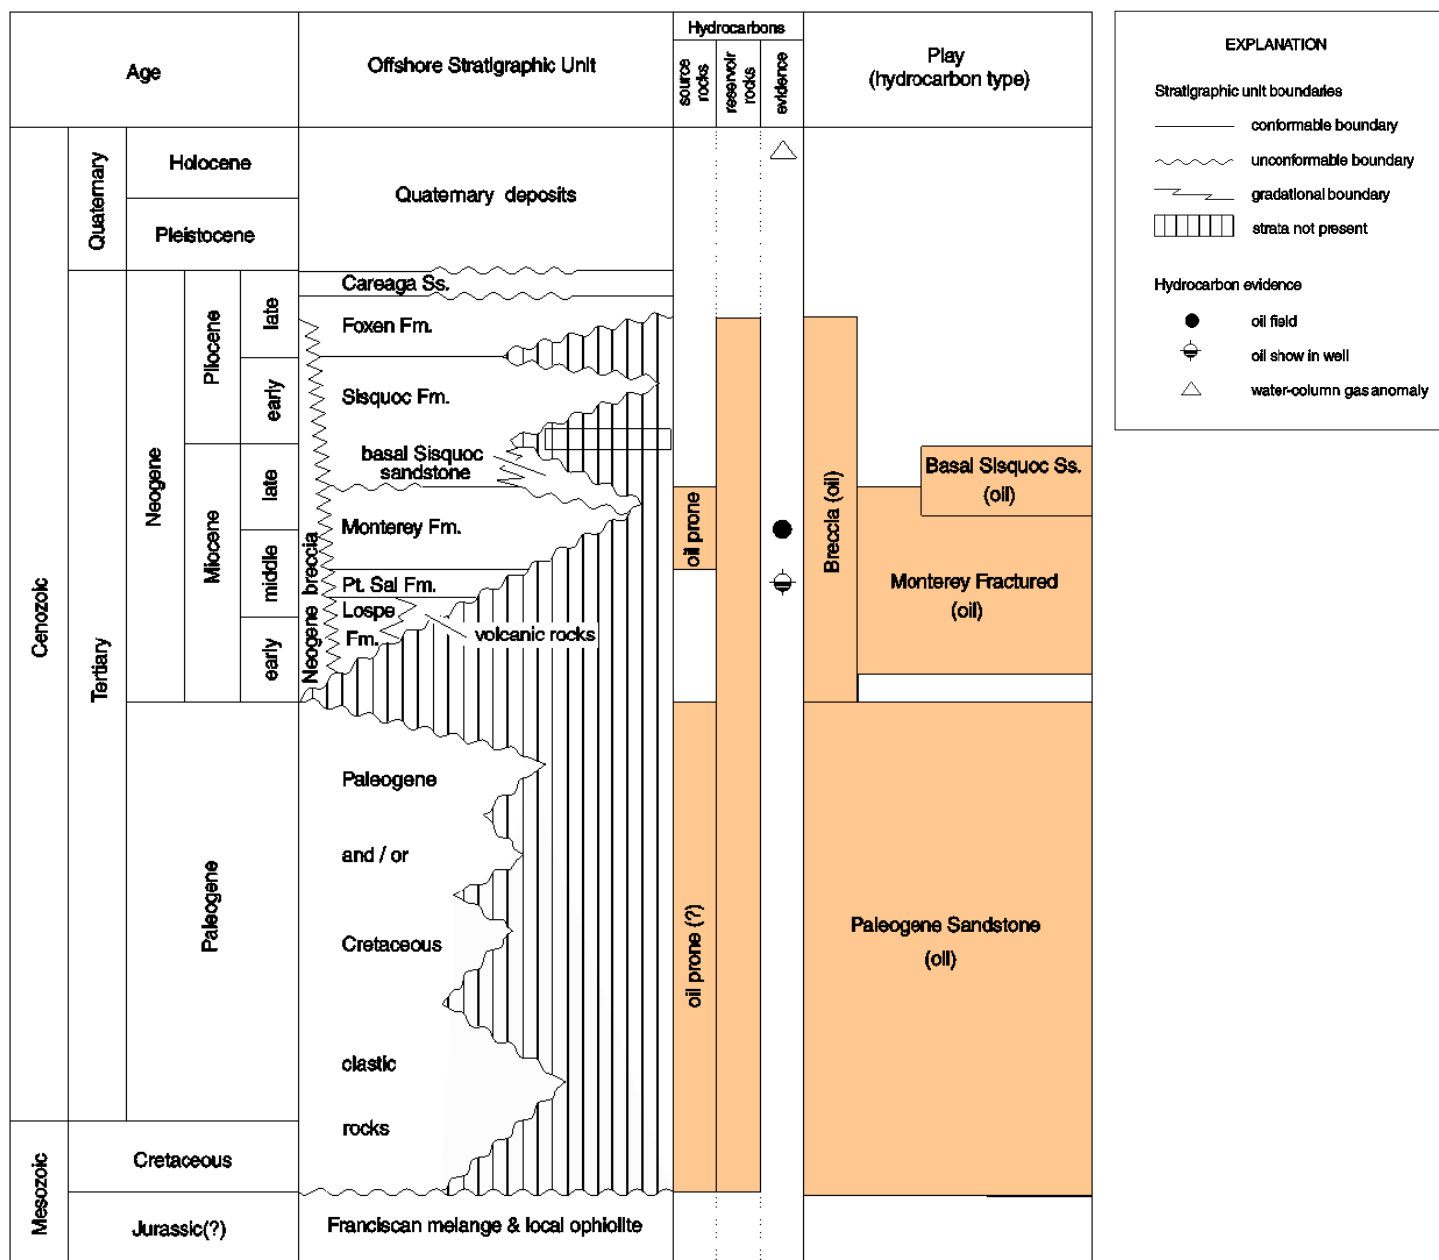 Age
Offshore Stratigraphic Unit
Hydrocarbons
source
rocks
reservoir
rocks
evidence
Play
(hydrocarbon type)
Cenozoic
Mesozoic
Quaternary
Tertiary
Holocene
Pleistocene
Neogene
Paleogene
Cretaceous
Jurassic(?)
Pliocene
Miocene
late
early
late
middle
early
Quaternary deposits
Careaga Ss.
Foxen Fm.
Sisquoc Fm.
basal Sisquoc
sandstone
Monterey Fm.
Pt. Sal Fm.
Lospe
Fm.
volcanic rocks
Neogene breccia
Paleogene
and / or
Cretaceous
clastic
rocks
Franciscan melange & local ophiolite
oil prone
oil prone (?)
Breccia (oil)
Basal Sisquoc Ss.
(oil)
Monterey Fractured
(oil)
Paleogene Sandstone
(oil)
EXPLANATION
Stratigraphic unit boundaries
conformable boundary
unconformable boundary
gradational boundary
strata not present
Hydrocarbon evidence
oil field
oil show in well
water-column gas anomaly